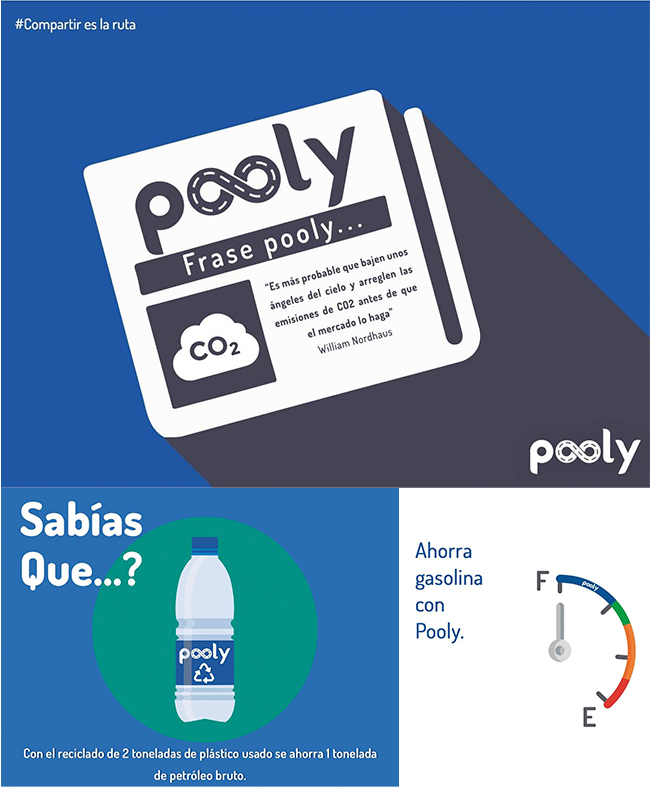 #Compartir es la ruta
pooly
Frase pooly...
CO2
“Es más probable que bajen unos
ángeles del cielo y arreglen las
emisiones de CO2 antes de que
el mercado lo haga”
William Nordhaus
pooly
Sabías
Que...?
pooly
Con el reciclado de 2 toneladas de plástico usado se ahorra 1 tonelada
de petróleo bruto.
Ahorra
gasolina
con
Pooly.
F
pooly
E